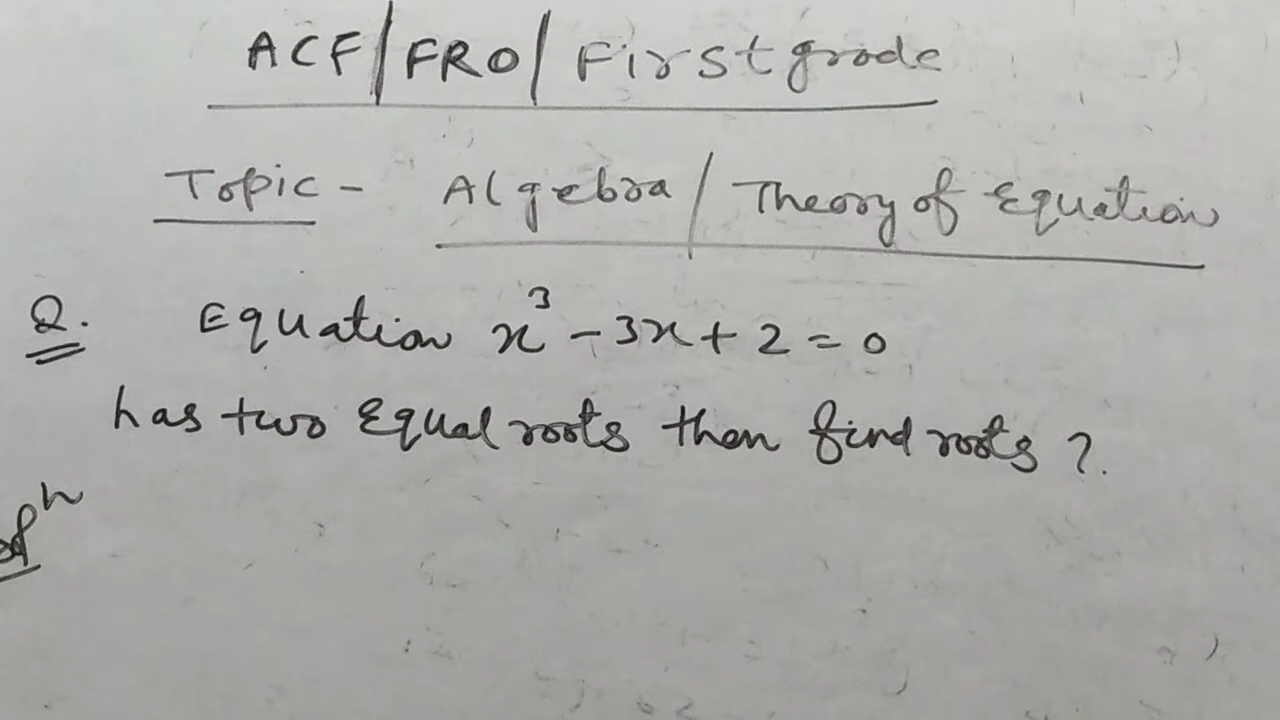 ACF/FRO/First grade
Topic - Algebra/Theory of Equation
Q. Equation x³ - 3x + 2 = 0
has two Equal roots then find roots ?.
Solⁿ